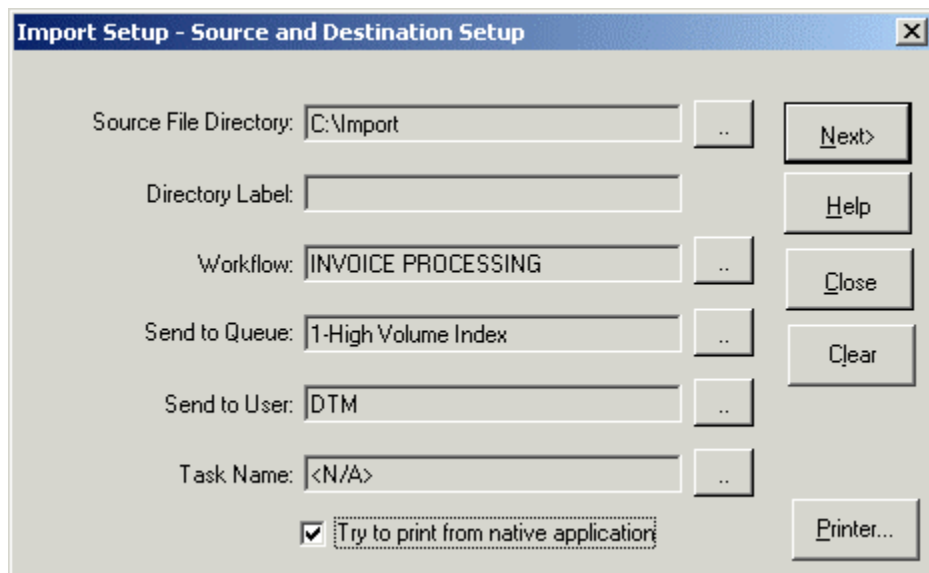 Import Setup - Source and Destination Setup
Source File Directory: C:\Import ..
Next>
Directory Label:
Help
Workflow: INVOICE PROCESSING ..
Close
Send to Queue: 1-High Volume Index ..
Clear
Send to User: DTM ..
Task Name: <N/A> ..
Try to print from native application
Printer...